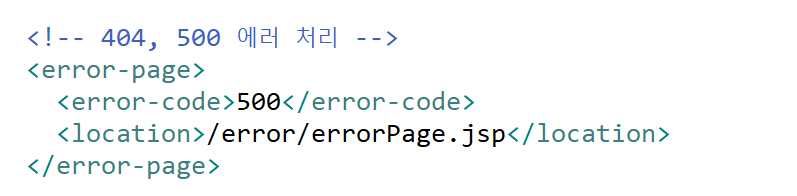 <!-- 404, 500 에러 처리 -->
<error-page>
  <error-code>500</error-code>
  <location>/error/errorPage.jsp</location>
</error-page>